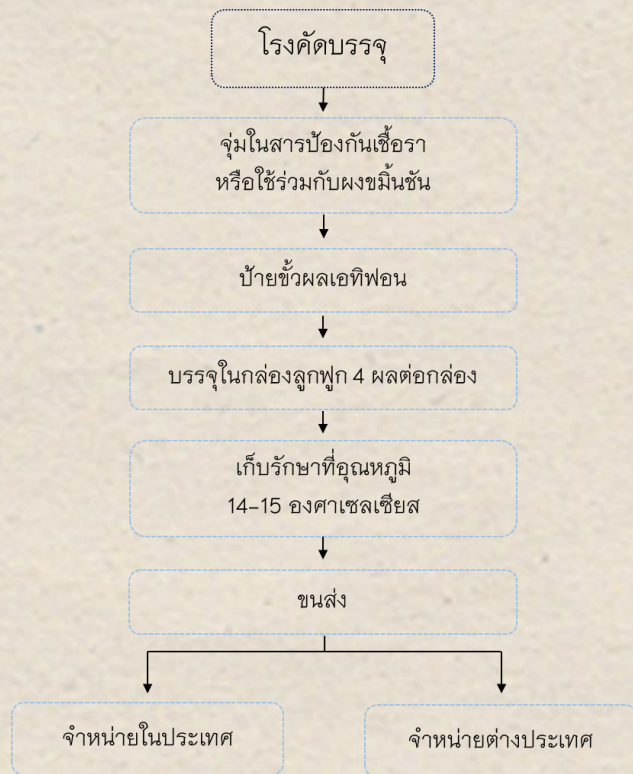 โรงคัดบรรจุ
จุ่มในสารป้องกันเชื้อรา
หรือใช้ร่วมกับผงขมิ้นชัน
ป้ายขั้วผลเอทิฟอน
บรรจุในกล่องลูกฟูก 4 ผลต่อกล่อง
เก็บรักษาที่อุณหภูมิ
14-15 องศาเซลเซียส
ขนส่ง
จำหน่ายในประเทศ
จำหน่ายต่างประเทศ